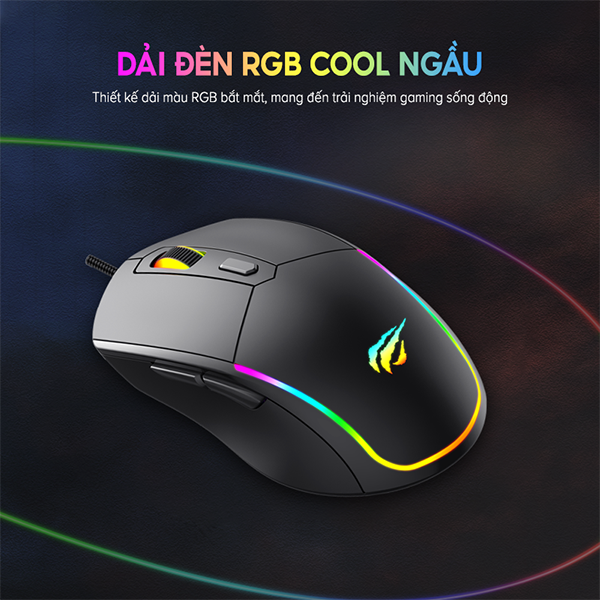 DẢI ĐÈN RGB COOL NGẦU
Thiết kế dải màu RGB bắt mắt, mang đến trải nghiệm gaming sống động